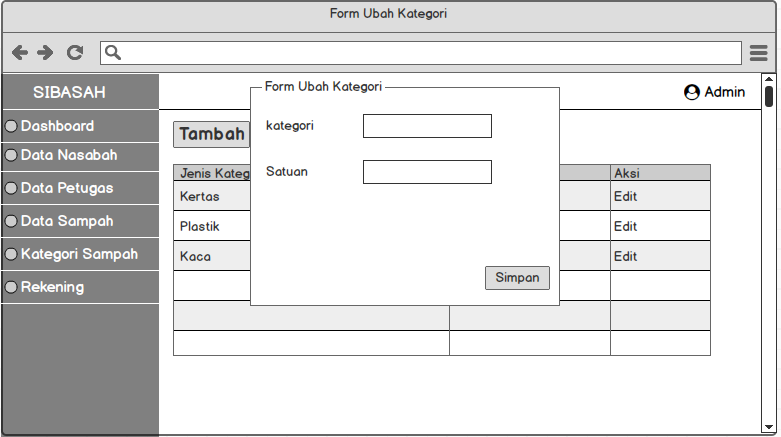 Form Ubah Kategori
SIBASAH
Dashboard
Data Nasabah
Data Petugas
Data Sampah
Kategori Sampah
Rekening
Admin
Tambah
Jenis Kateg
Aksi
Kertas
Edit
Plastik
Edit
Kaca
Edit
Form Ubah Kategori
kategori
Satuan
Simpan